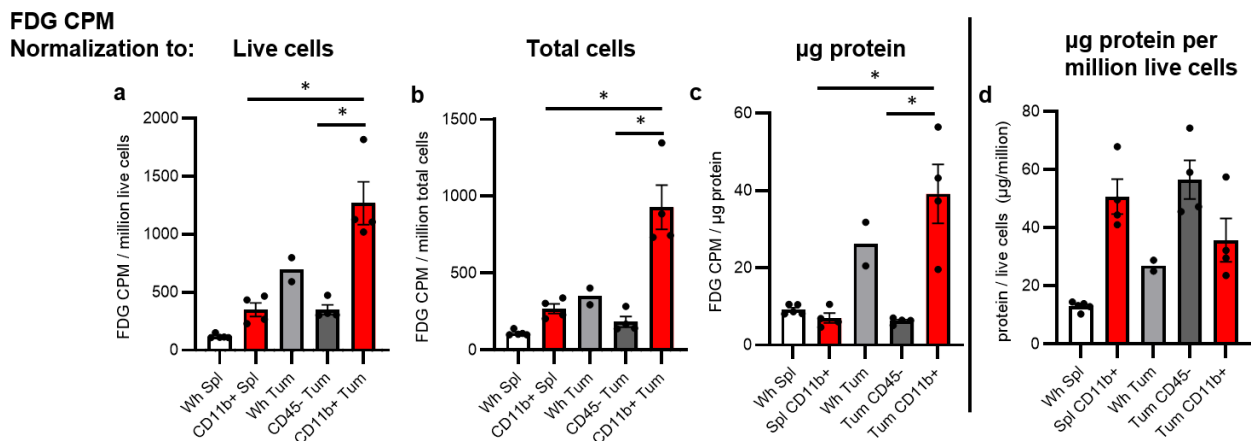 FDG CPM
Normalization to:
Live cells
Total cells
µg protein
µg protein per
million live cells
a
*
*
2000
1500
1000
500
0
FDG CPM / million live cells
Wh Spl
CD11b+ Spl
Wh Tum
CD45- Tum
CD11b+ Tum
b
*
*
1500
1000
500
0
FDG CPM / million total cells
Wh Spl
CD11b+ Spl
Wh Tum
CD45- Tum
CD11b+ Tum
c
*
*
60
40
20
0
FDG CPM / µg protein
Wh Spl
Spl CD11b+
Wh Tum
Tum CD45-
Tum CD11b+
d
80
60
40
20
0
protein / live cells (µg/million)
Wh Spl
Spl CD11b+
Wh Tum
Tum CD45-
Tum CD11b+